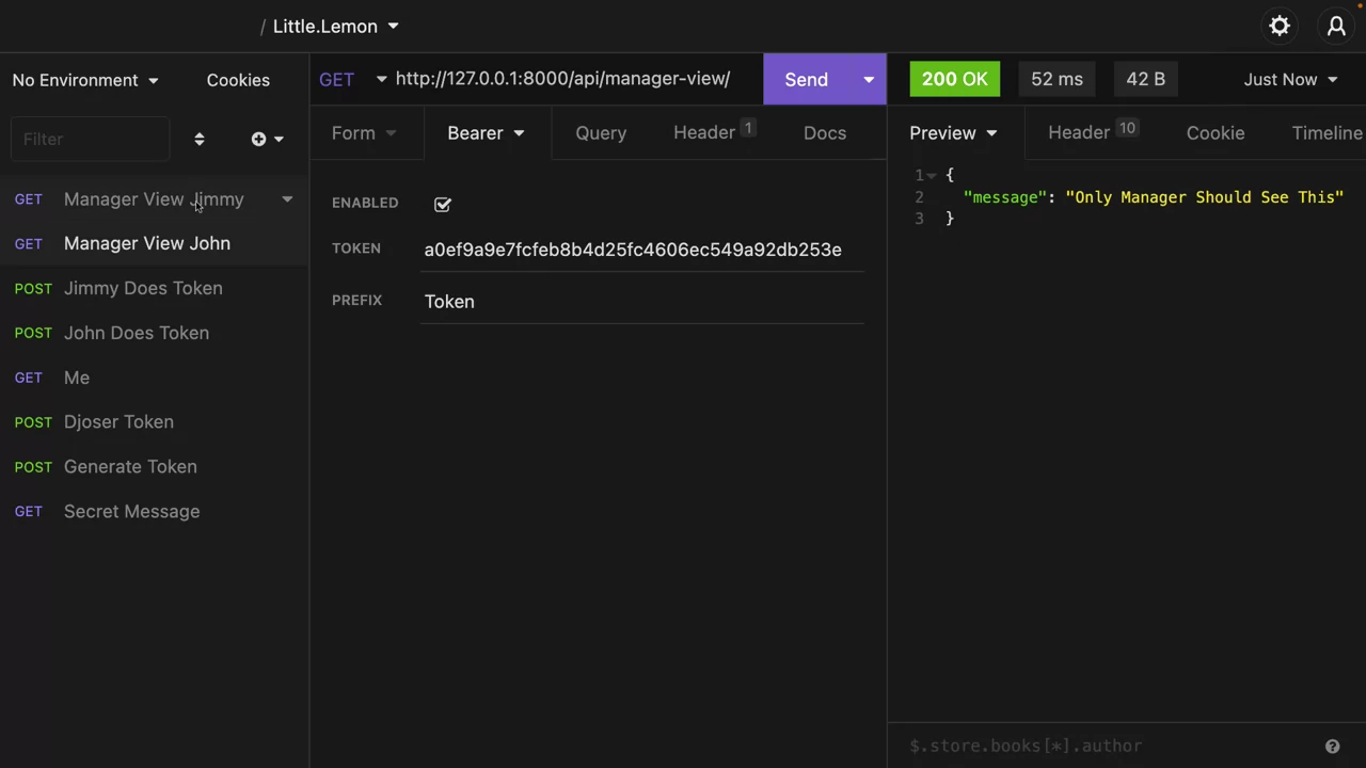 / Little.Lemon
No Environment
Cookies
Filter
GET Manager View Jimmy
GET Manager View John
POST Jimmy Does Token
POST John Does Token
GET Me
POST Djoser Token
POST Generate Token
GET Secret Message
GET http://127.0.0.1:8000/api/manager-view/ Send
Form Bearer Query Header 1 Docs
ENABLED
TOKEN a0ef9a9e7fcfeb8b4d25fc4606ec549a92db253e
PREFIX Token
200 OK 52 ms 42 B Just Now
Preview Header 10 Cookie Timeline
1 {
2 "message": "Only Manager Should See This"
3 }
$.store.books[*].author ?